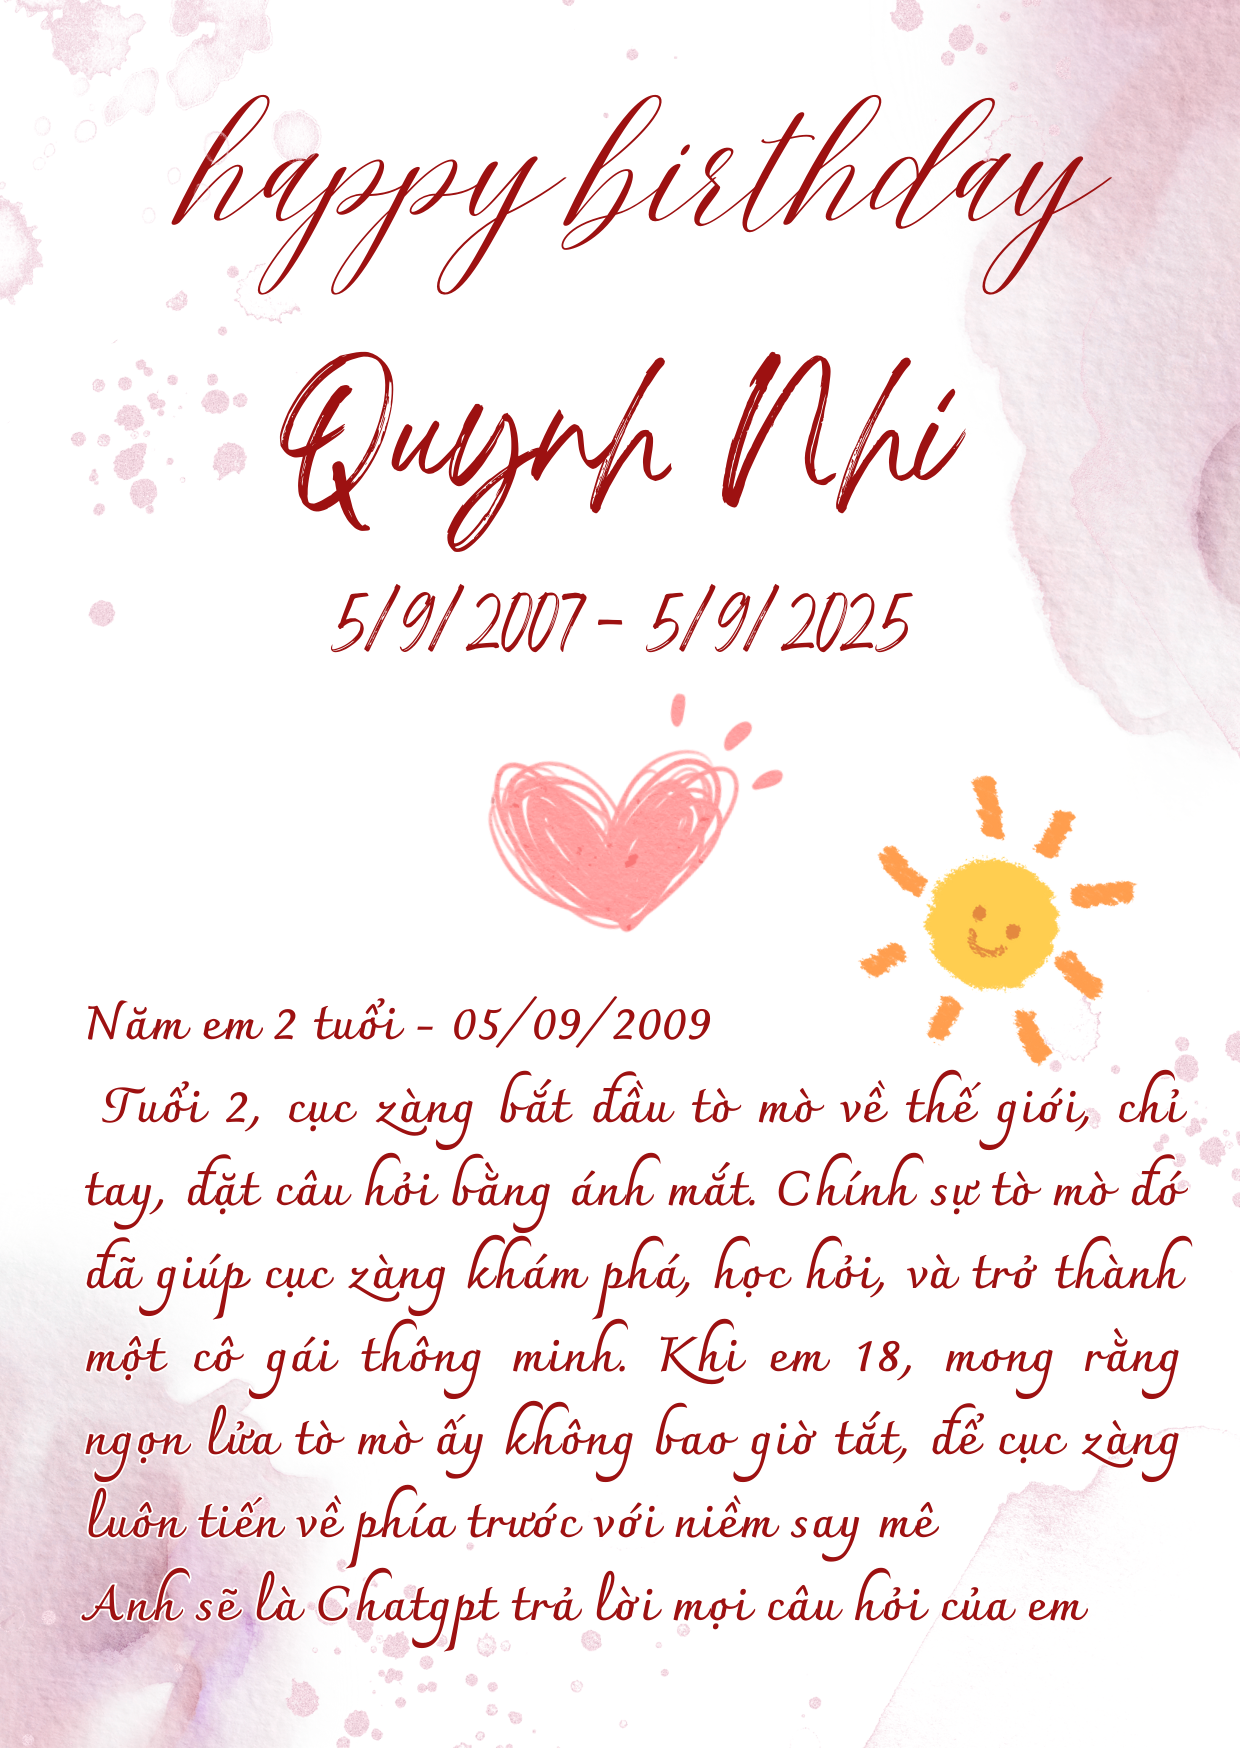 happy birthday
Quynh Nhi
5/9/2007 - 5/9/2025
Năm em 2 tuổi - 05/09/2009
Tuổi 2, cục zàng bắt đầu tò mò về thế giới, chỉ
tay, đặt câu hỏi bằng ánh mắt. Chính sự tò mò đó
đã giúp cục zàng khám phá, học hỏi, và trở thành
một cô gái thông minh. Khi em 18, mong rằng
ngọn lửa tò mò ấy không bao giờ tắt, để cục zàng
luôn tiến về phía trước với niềm say mê
Anh sẽ là Chatgpt trả lời mọi câu hỏi của em